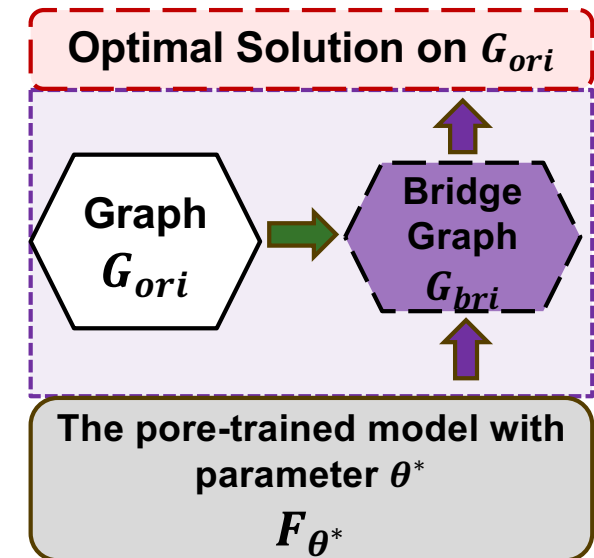 Optimal Solution on G_ori
Graph
G_ori
Bridge
Graph
G_bri
The pore-trained model with
parameter θ*
F_θ*